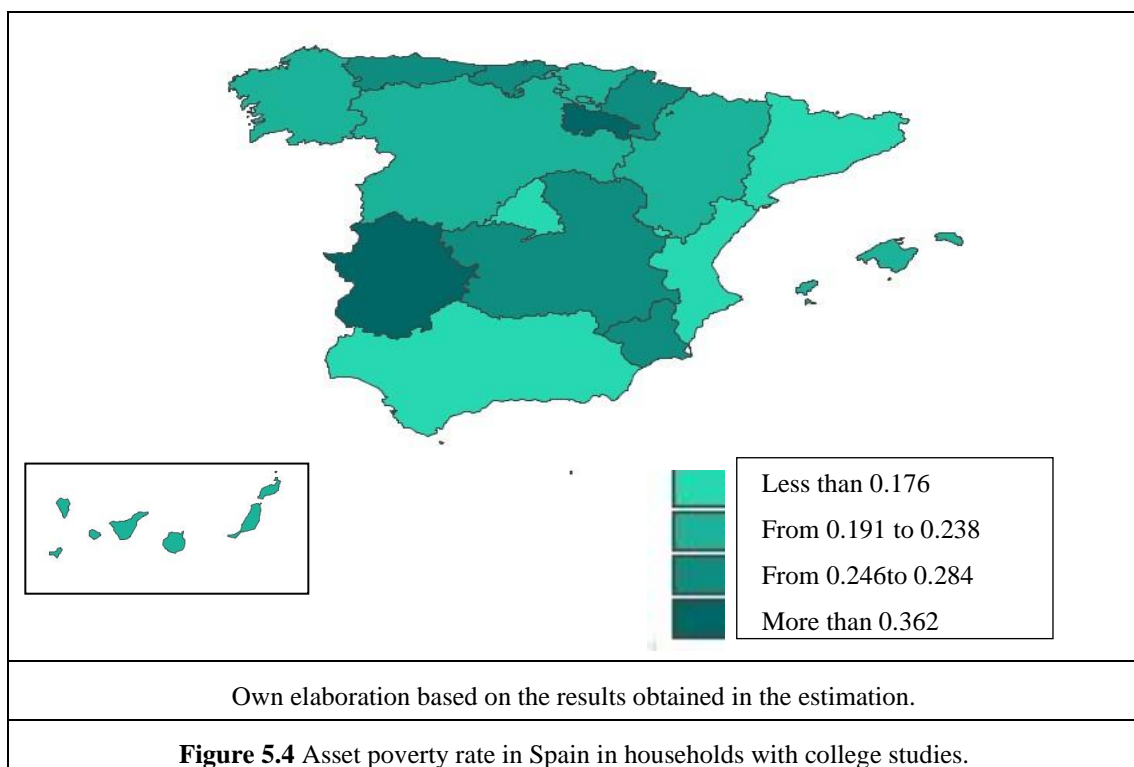 Less than 0.176
From 0.191 to 0.238
From 0.246to 0.284
More than 0.362
Own elaboration based on the results obtained in the estimation.
Figure 5.4 Asset poverty rate in Spain in households with college studies.